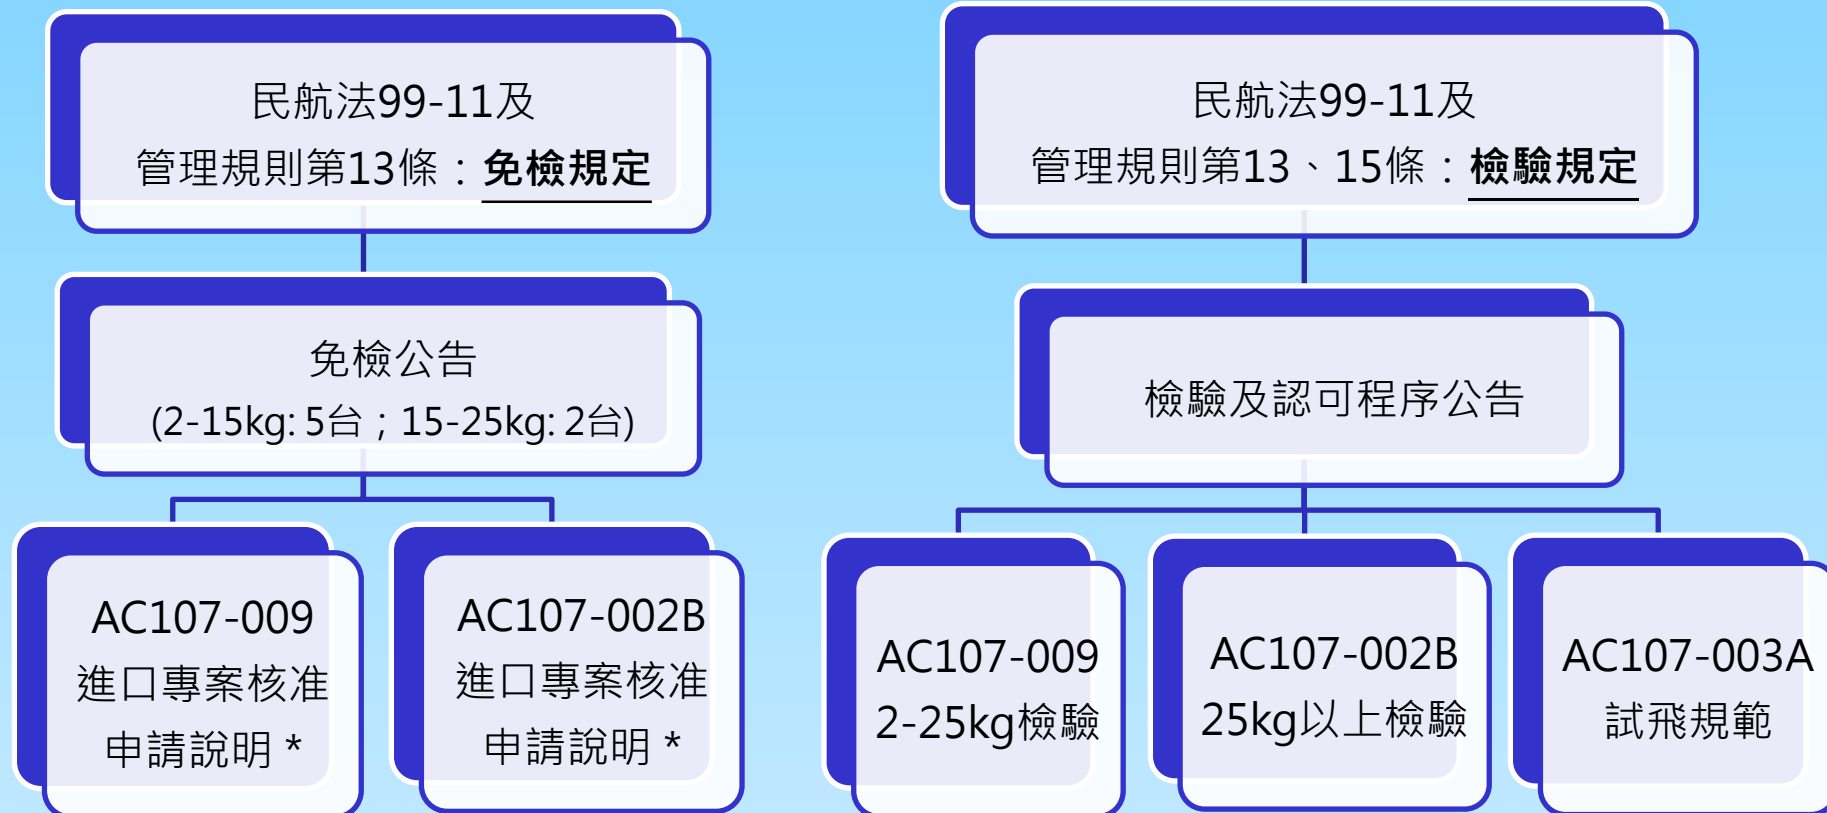 民航法99-11及
管理規則第13條：免檢規定
免檢公告
(2-15kg: 5台；15-25kg: 2台)
AC107-009
進口專案核准
申請說明 *
AC107-002B
進口專案核准
申請說明 *
民航法99-11及
管理規則第13、15條：檢驗規定
檢驗及認可程序公告
AC107-009
2-25kg檢驗
AC107-002B
25kg以上檢驗
AC107-003A
試飛規範